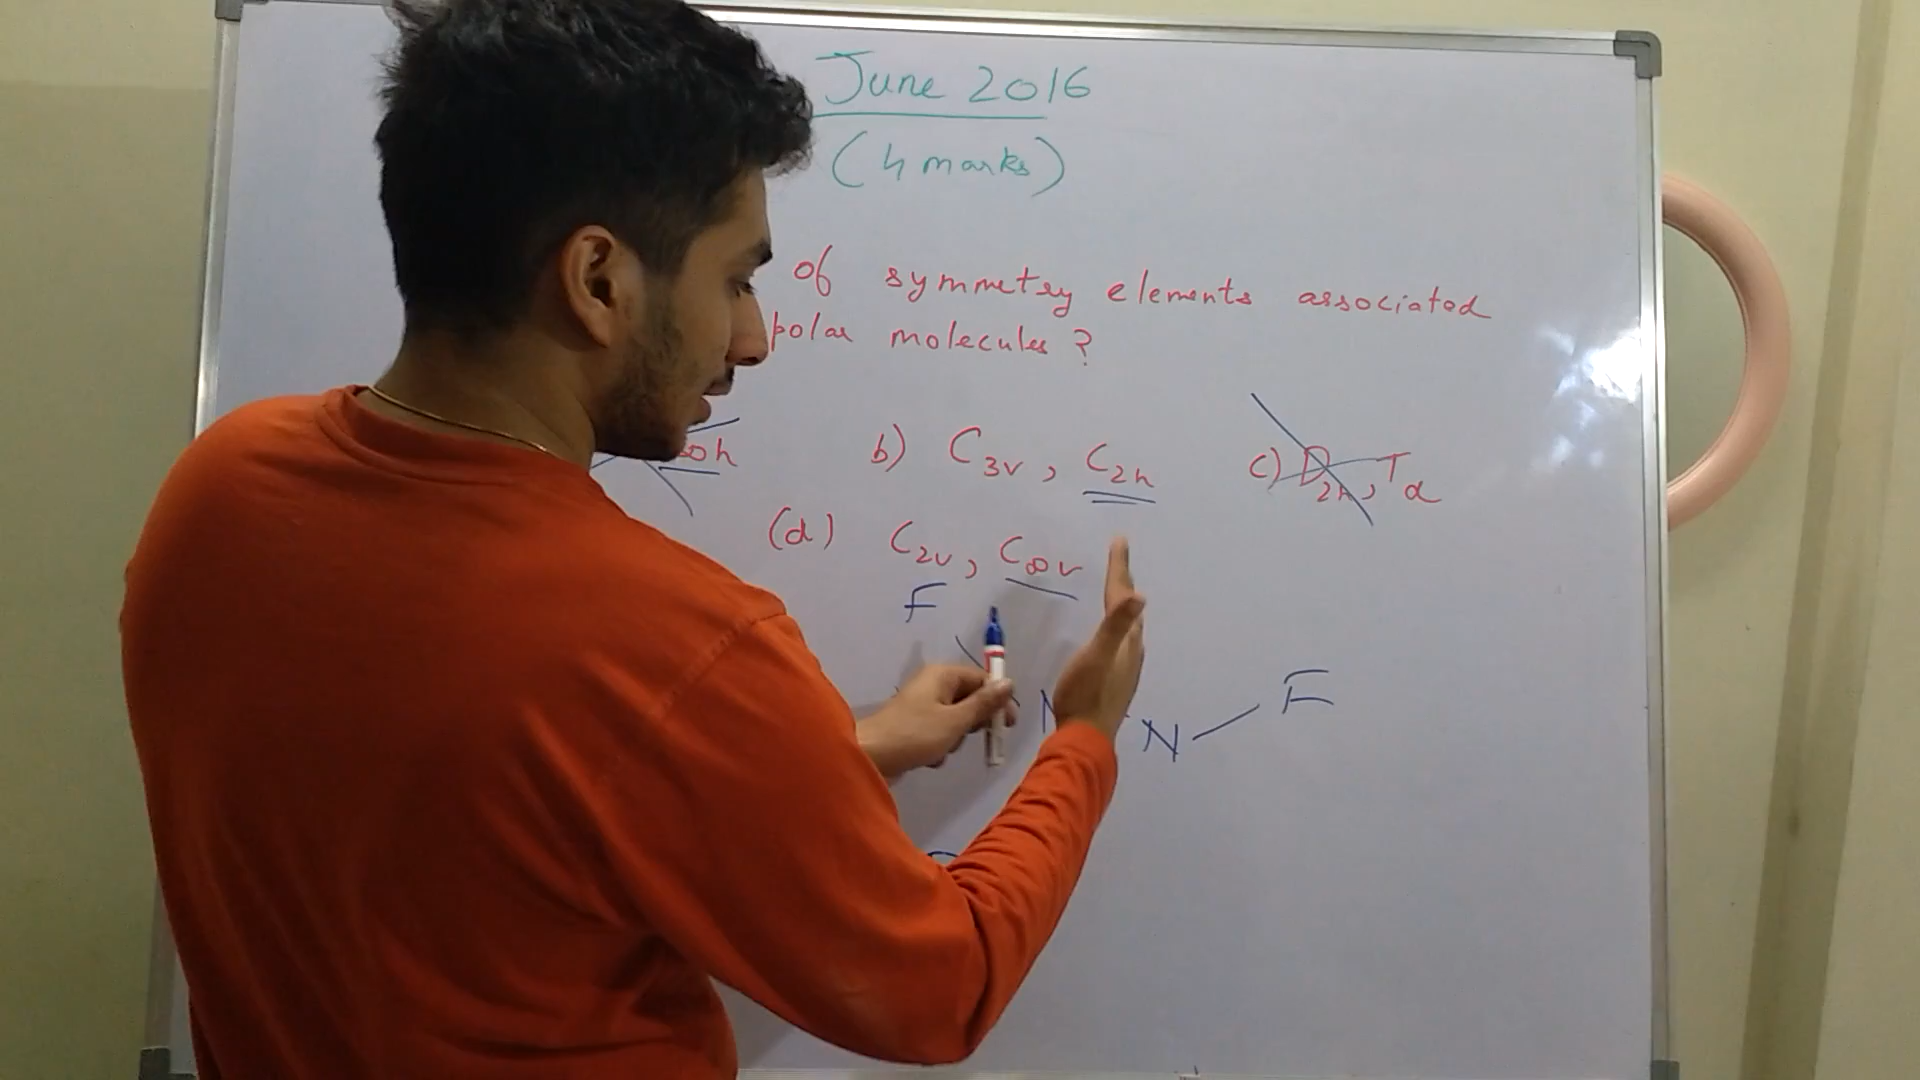 June 2016
(4 marks)
of symmetry elements associated
polar molecules ?
∞h b) C3v, C2h c) D2h, Td
(d) C2v, C∞v
F
N N F